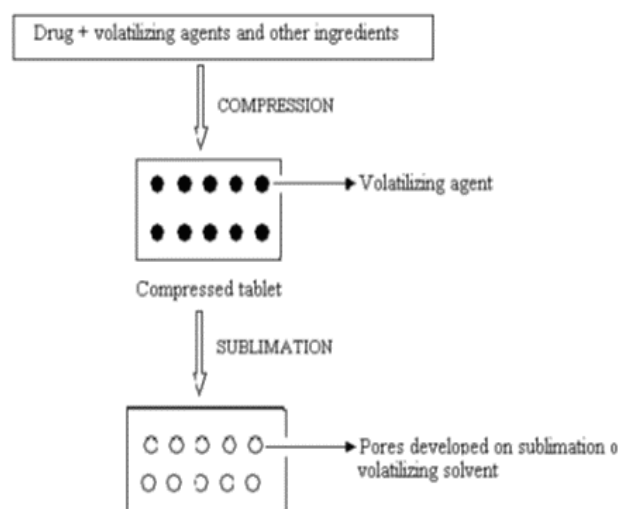 Drug + volatilizing agents and other ingredients
COMPRESSION
Volatilizing agent
Compressed tablet
SUBLIMATION
Pores developed on sublimation o
volatilizing solvent